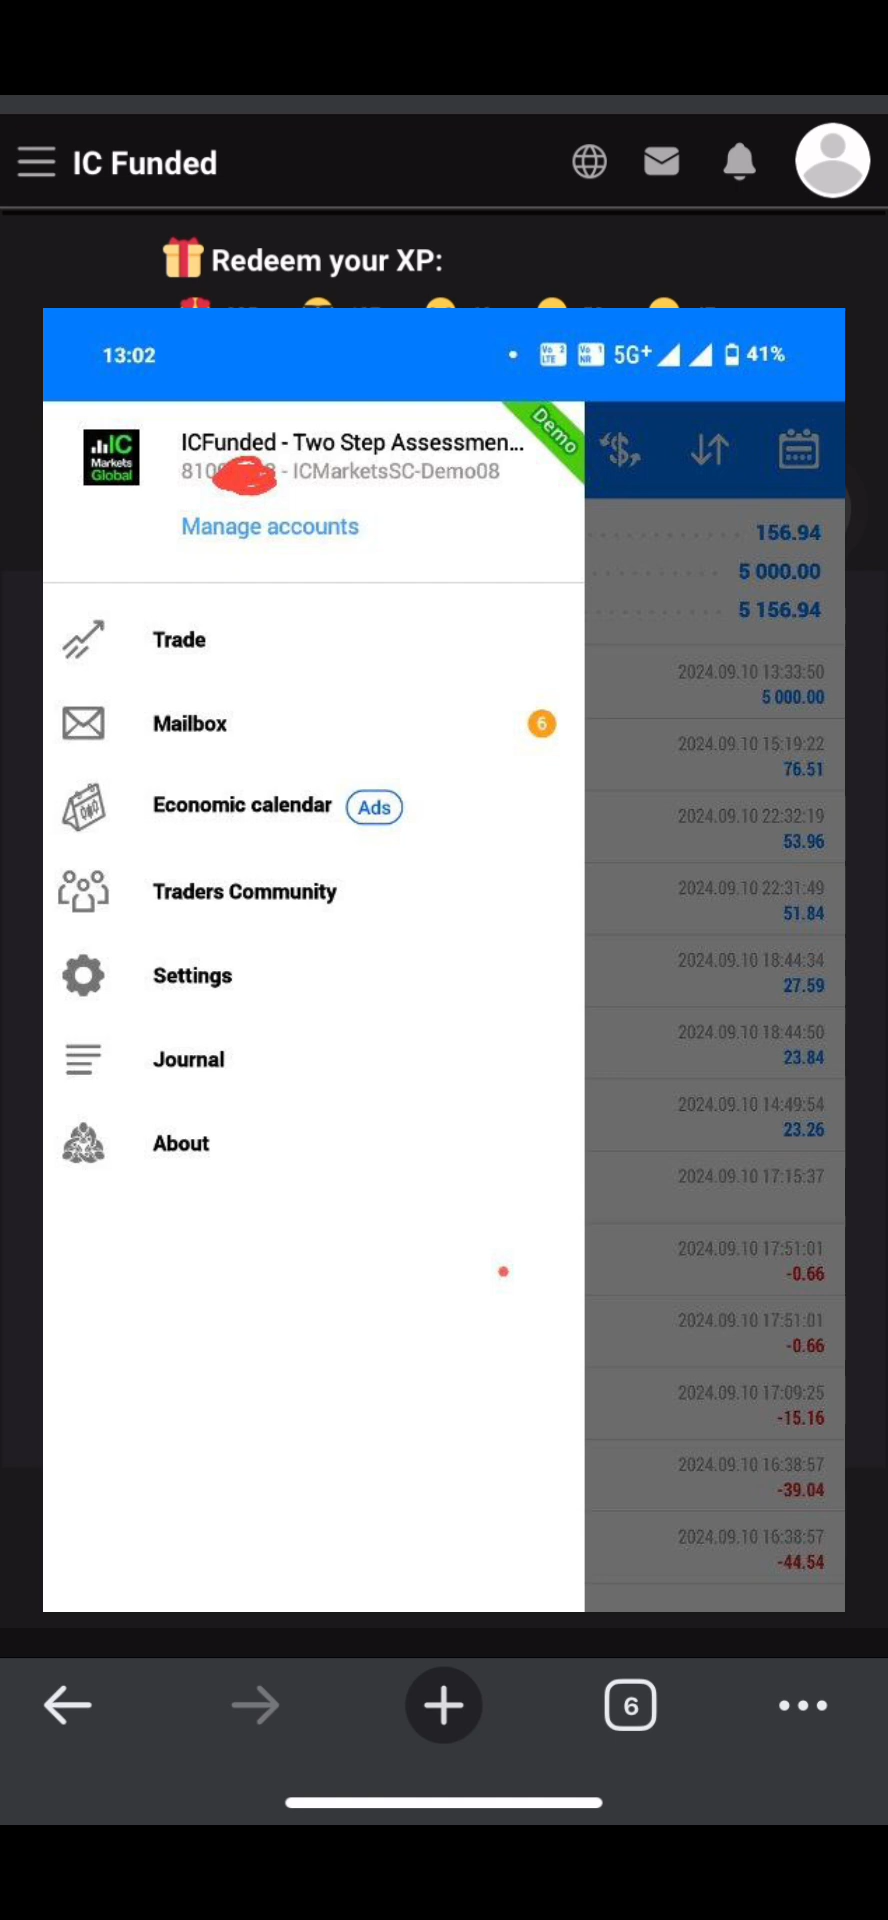 IC Funded
Redeem your XP:
13:02
Vo 2 LTE
Vo 1 NR
5G+
41%
IC
Markets
Global
ICFunded - Two Step Assessmen...
Demo
- ICMarketsSC-Demo08
Manage accounts
156.94
5 000.00
5 156.94
Trade
Mailbox
6
Economic calendar
Ads
Traders Community
Settings
Journal
About
2024.09.10 13:33:50
5 000.00
2024.09.10 15:19:22
76.51
2024.09.10 22:32:19
53.96
2024.09.10 22:31:49
51.84
2024.09.10 18:44:34
27.59
2024.09.10 18:44:50
23.84
2024.09.10 14:49:54
23.26
2024.09.10 17:15:37
2024.09.10 17:51:01
-0.66
2024.09.10 17:51:01
-0.66
2024.09.10 17:09:25
-15.16
2024.09.10 16:38:57
-39.04
2024.09.10 16:38:57
-44.54
6